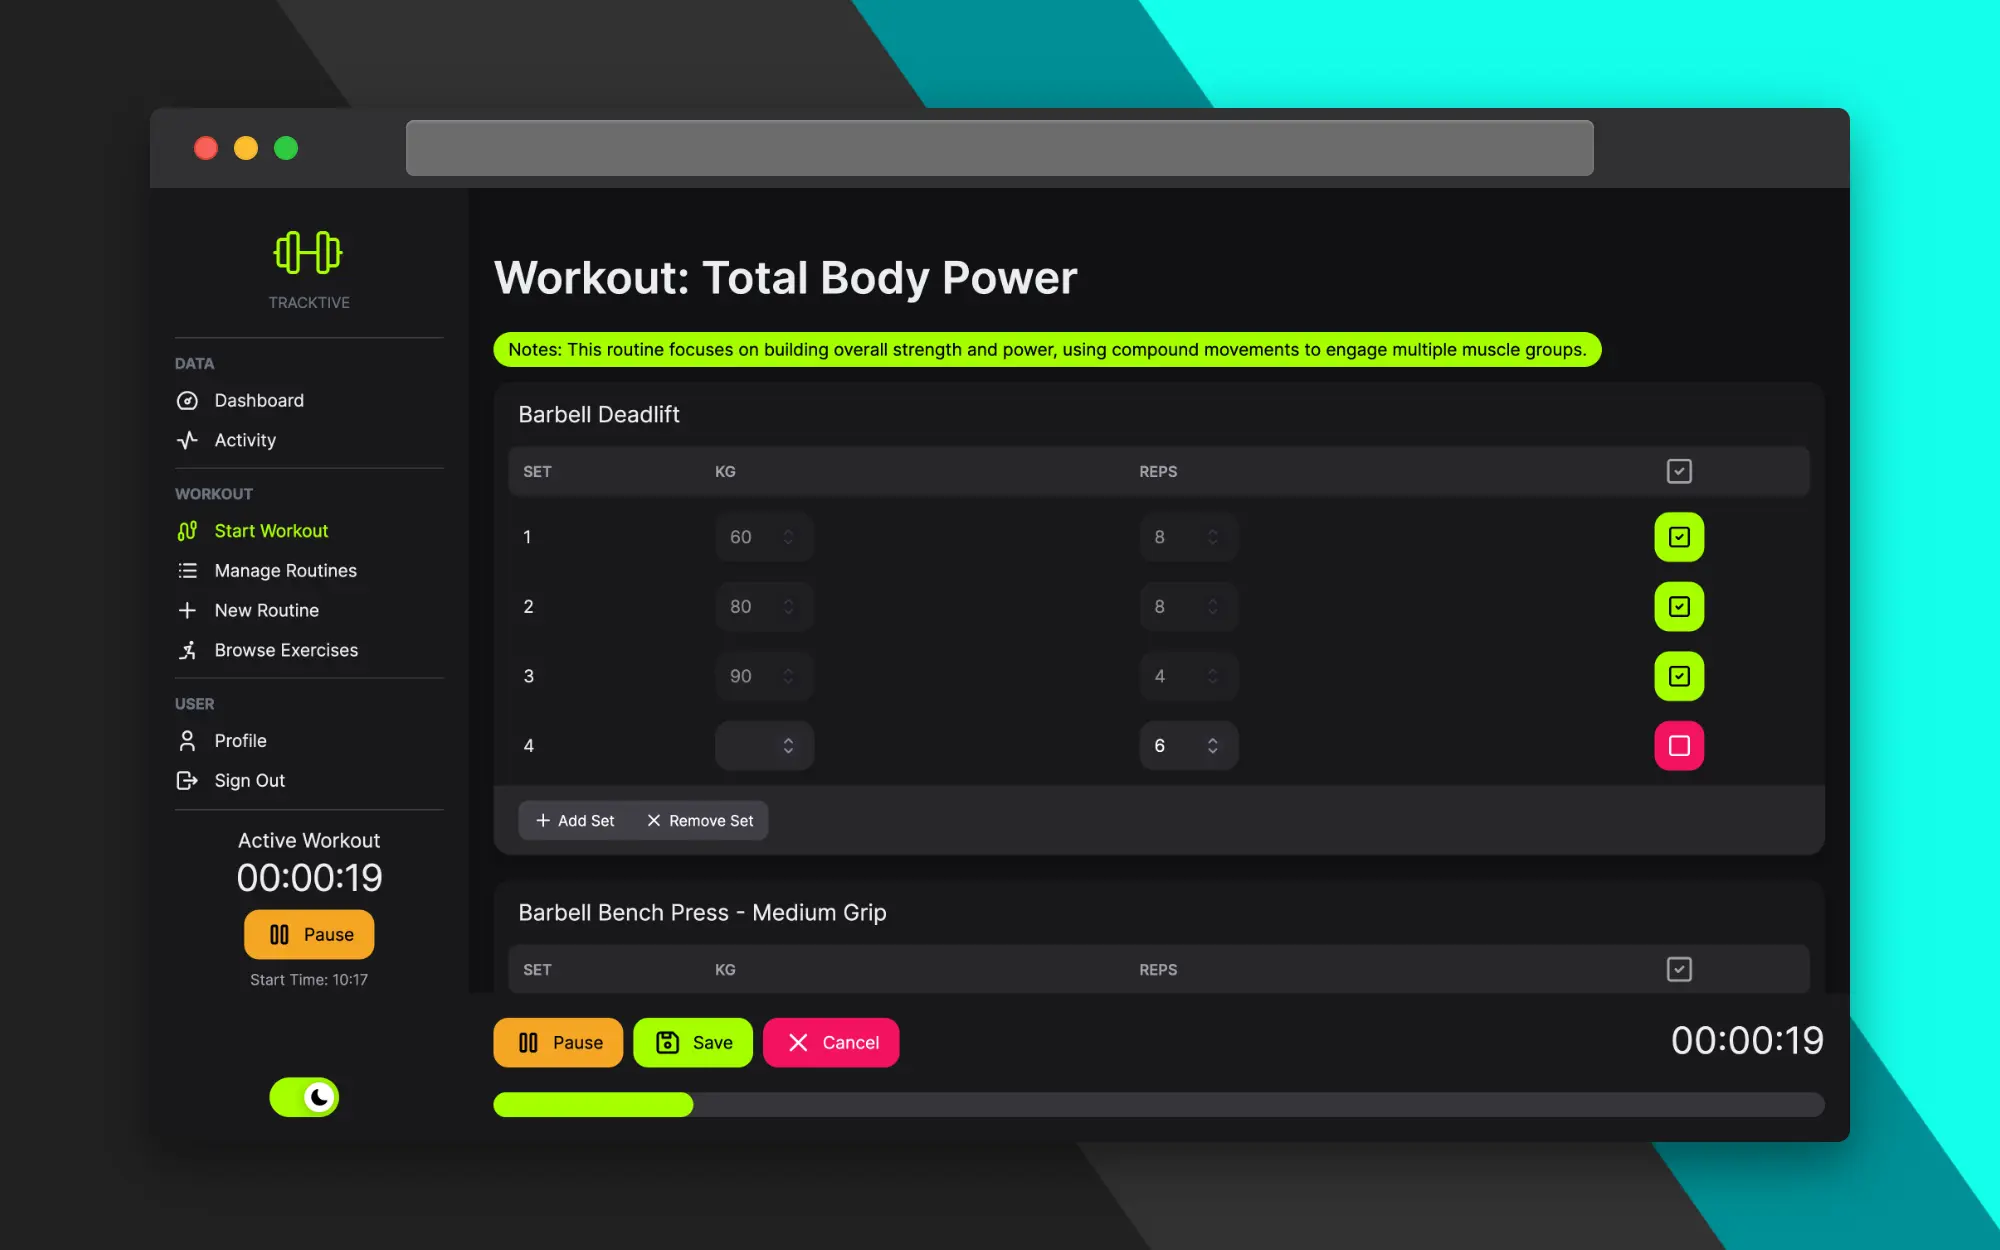 TRACKTIVE
DATA
Dashboard
Activity
WORKOUT
Start Workout
Manage Routines
New Routine
Browse Exercises
USER
Profile
Sign Out
Active Workout
00:00:19
Pause
Start Time: 10:17
Workout: Total Body Power
Notes: This routine focuses on building overall strength and power, using compound movements to engage multiple muscle groups.
Barbell Deadlift
SET KG REPS
1 60 8
2 80 8
3 90 4
4 6
Add Set Remove Set
Barbell Bench Press - Medium Grip
SET KG REPS
Pause Save Cancel 00:00:19